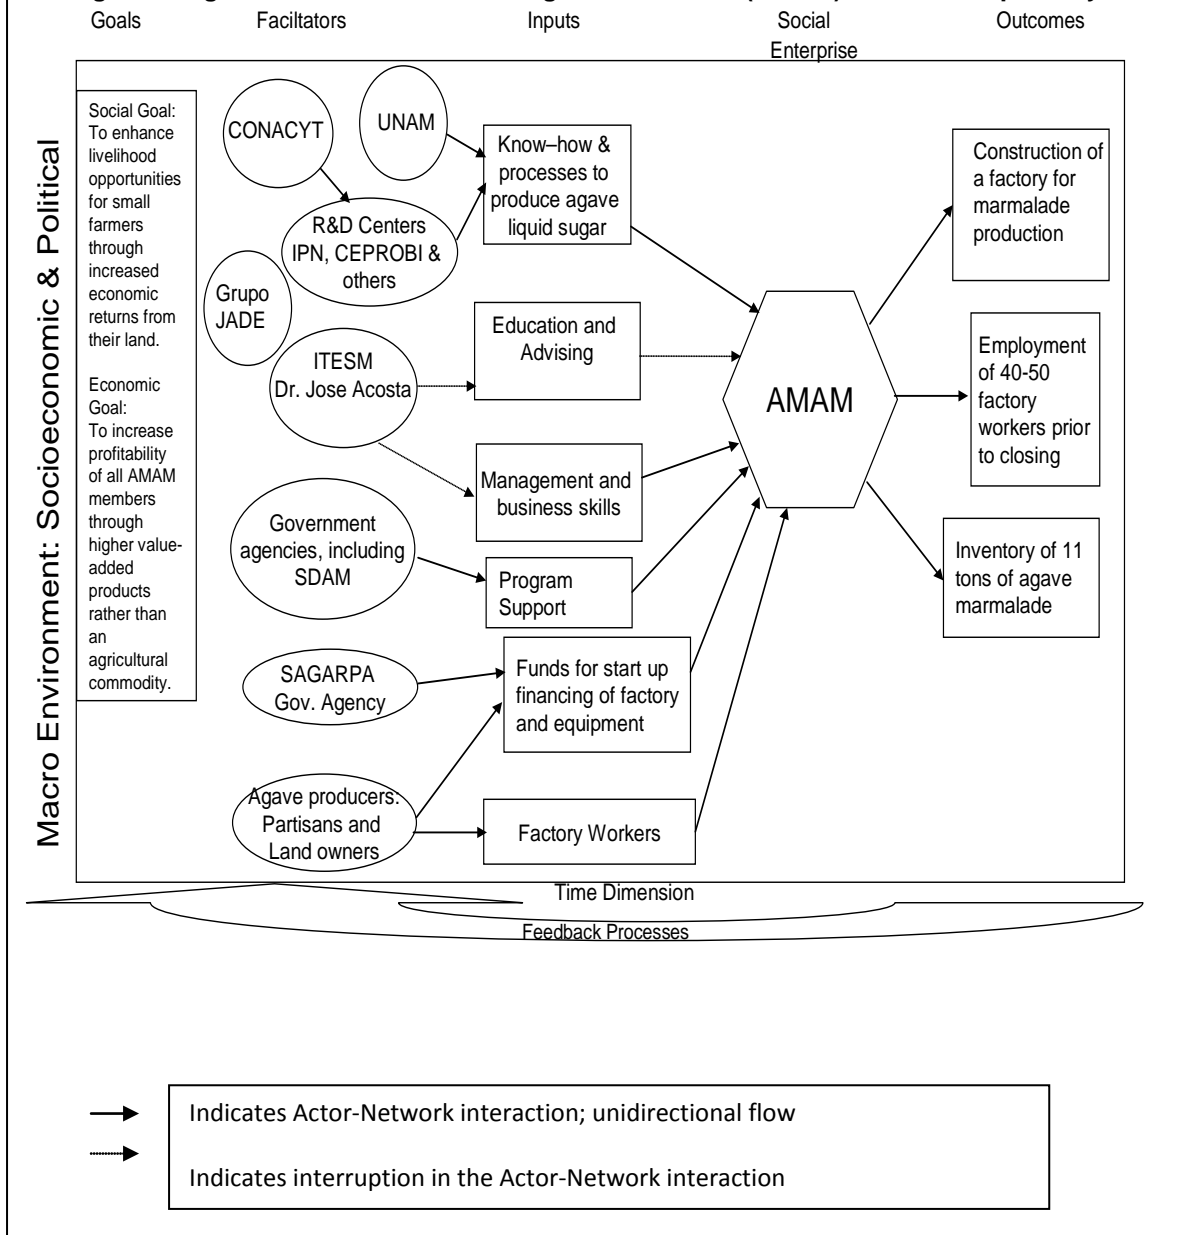 Goals
Facilitators
Inputs
Social
Enterprise
Outcomes
Macro Environment: Socioeconomic & Political
Social Goal:
To enhance
livelihood
opportunities
for small
farmers
through
increased
economic
returns from
their land.
Economic
Goal:
To increase
profitability
of all AMAM
members
through
higher value-
added
products
rather than
an
agricultural
commodity.
CONACYT
UNAM
R&D Centers
IPN, CEPROBI &
others
Grupo
JADE
ITESM
Dr. Jose Acosta
Government
agencies, including
SDAM
SAGARPA
Gov. Agency
Agave producers:
Partisans and
Land owners
Know–how &
processes to
produce agave
liquid sugar
Education and
Advising
Management and
business skills
Program
Support
Funds for start up
financing of factory
and equipment
Factory Workers
AMAM
Construction of
a factory for
marmalade
production
Employment
of 40-50
factory
workers prior
to closing
Inventory of 11
tons of agave
marmalade
Time Dimension
Feedback Processes
Indicates Actor-Network interaction; unidirectional flow
Indicates interruption in the Actor-Network interaction